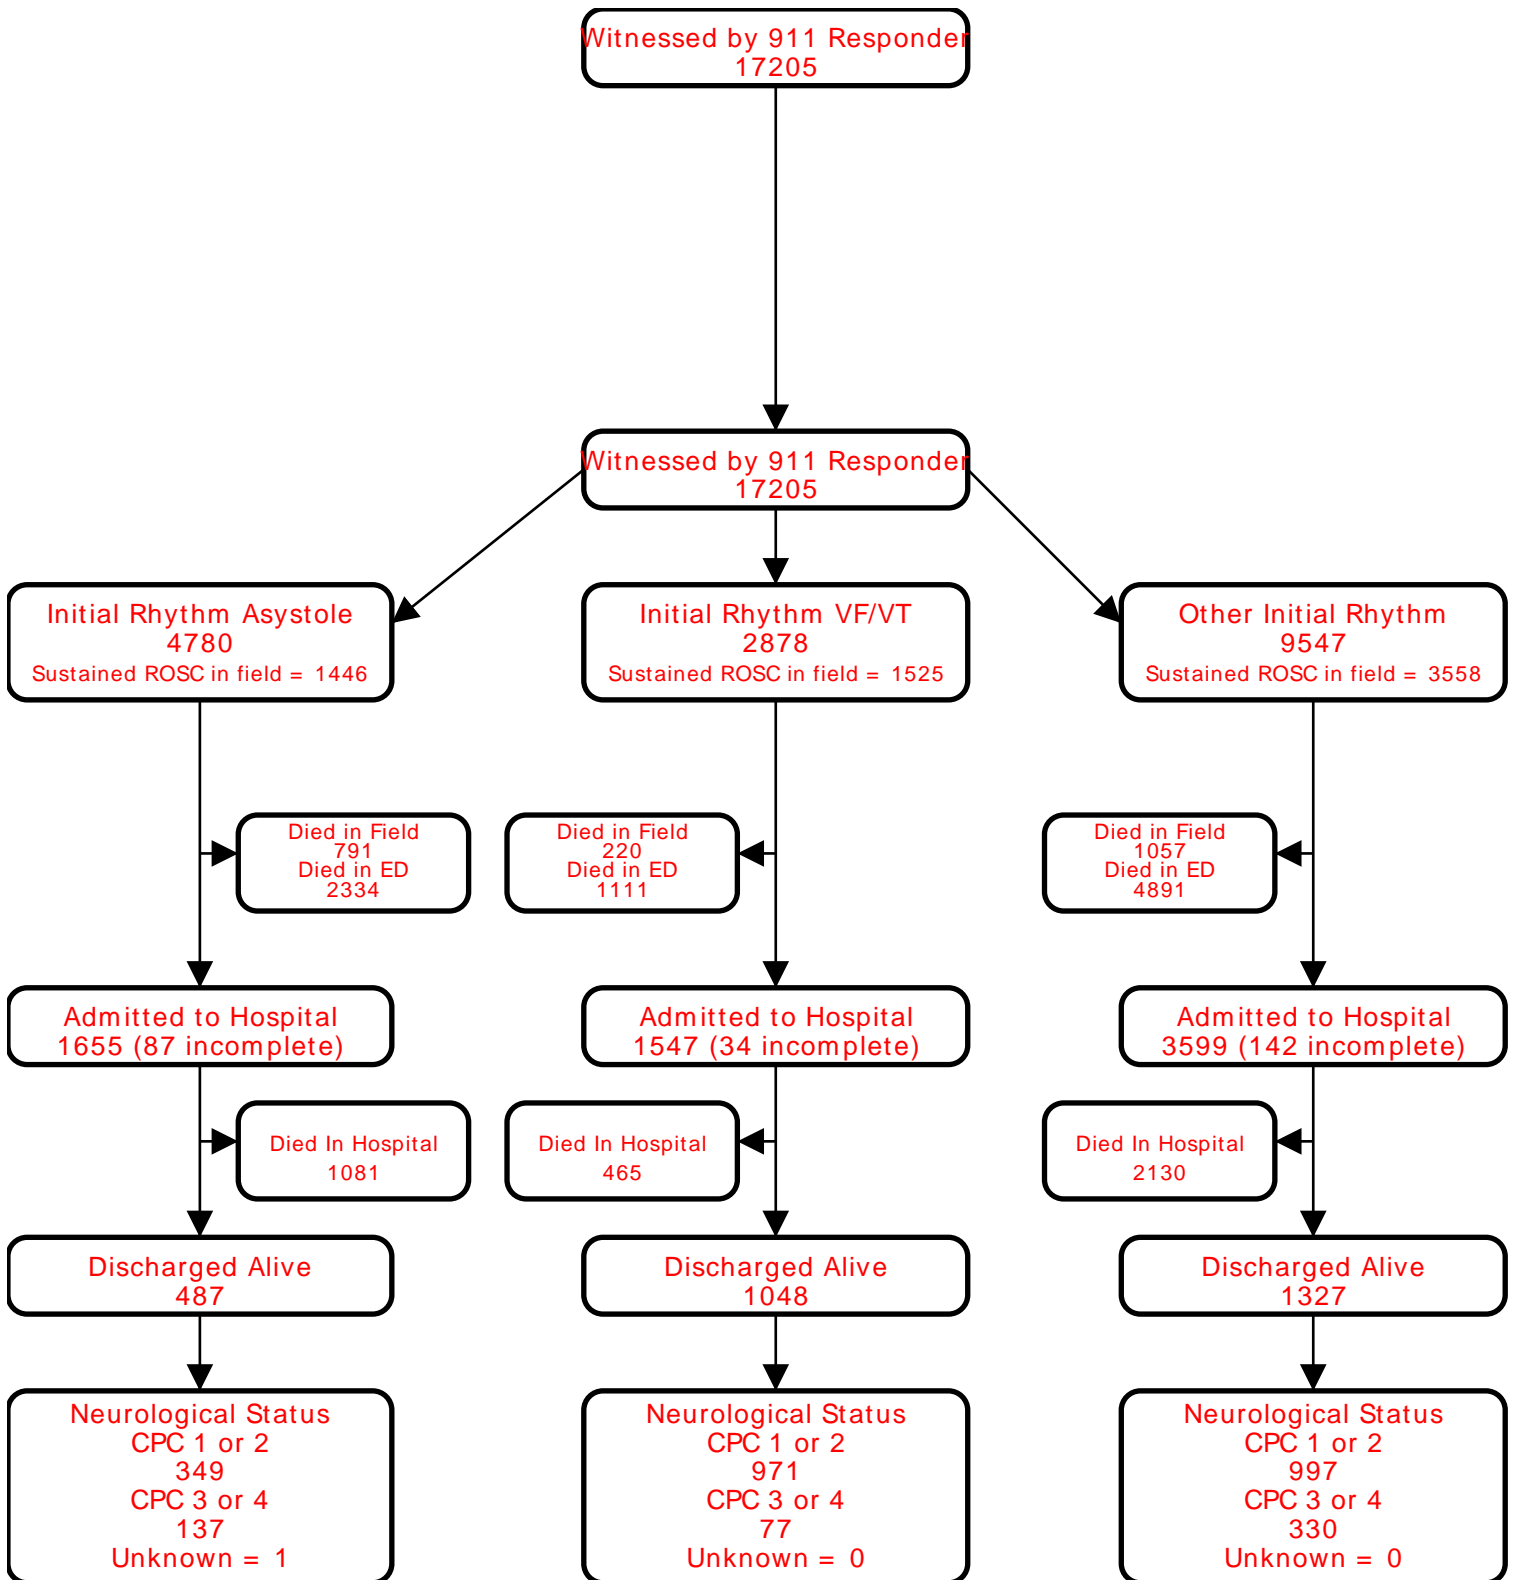 Witnessed by 911 Responder
17205
Witnessed by 911 Responder
17205
Initial Rhythm Asystole
4780
Sustained ROSC in field = 1446
Initial Rhythm VF/VT
2878
Sustained ROSC in field = 1525
Other Initial Rhythm
9547
Sustained ROSC in field = 3558
Died in Field
791
Died in ED
2334
Died in Field
220
Died in ED
1111
Died in Field
1057
Died in ED
4891
Admitted to Hospital
1655 (87 incomplete)
Admitted to Hospital
1547 (34 incomplete)
Admitted to Hospital
3599 (142 incomplete)
Died In Hospital
1081
Died In Hospital
465
Died In Hospital
2130
Discharged Alive
487
Discharged Alive
1048
Discharged Alive
1327
Neurological Status
CPC 1 or 2
349
CPC 3 or 4
137
Unknown = 1
Neurological Status
CPC 1 or 2
971
CPC 3 or 4
77
Unknown = 0
Neurological Status
CPC 1 or 2
997
CPC 3 or 4
330
Unknown = 0